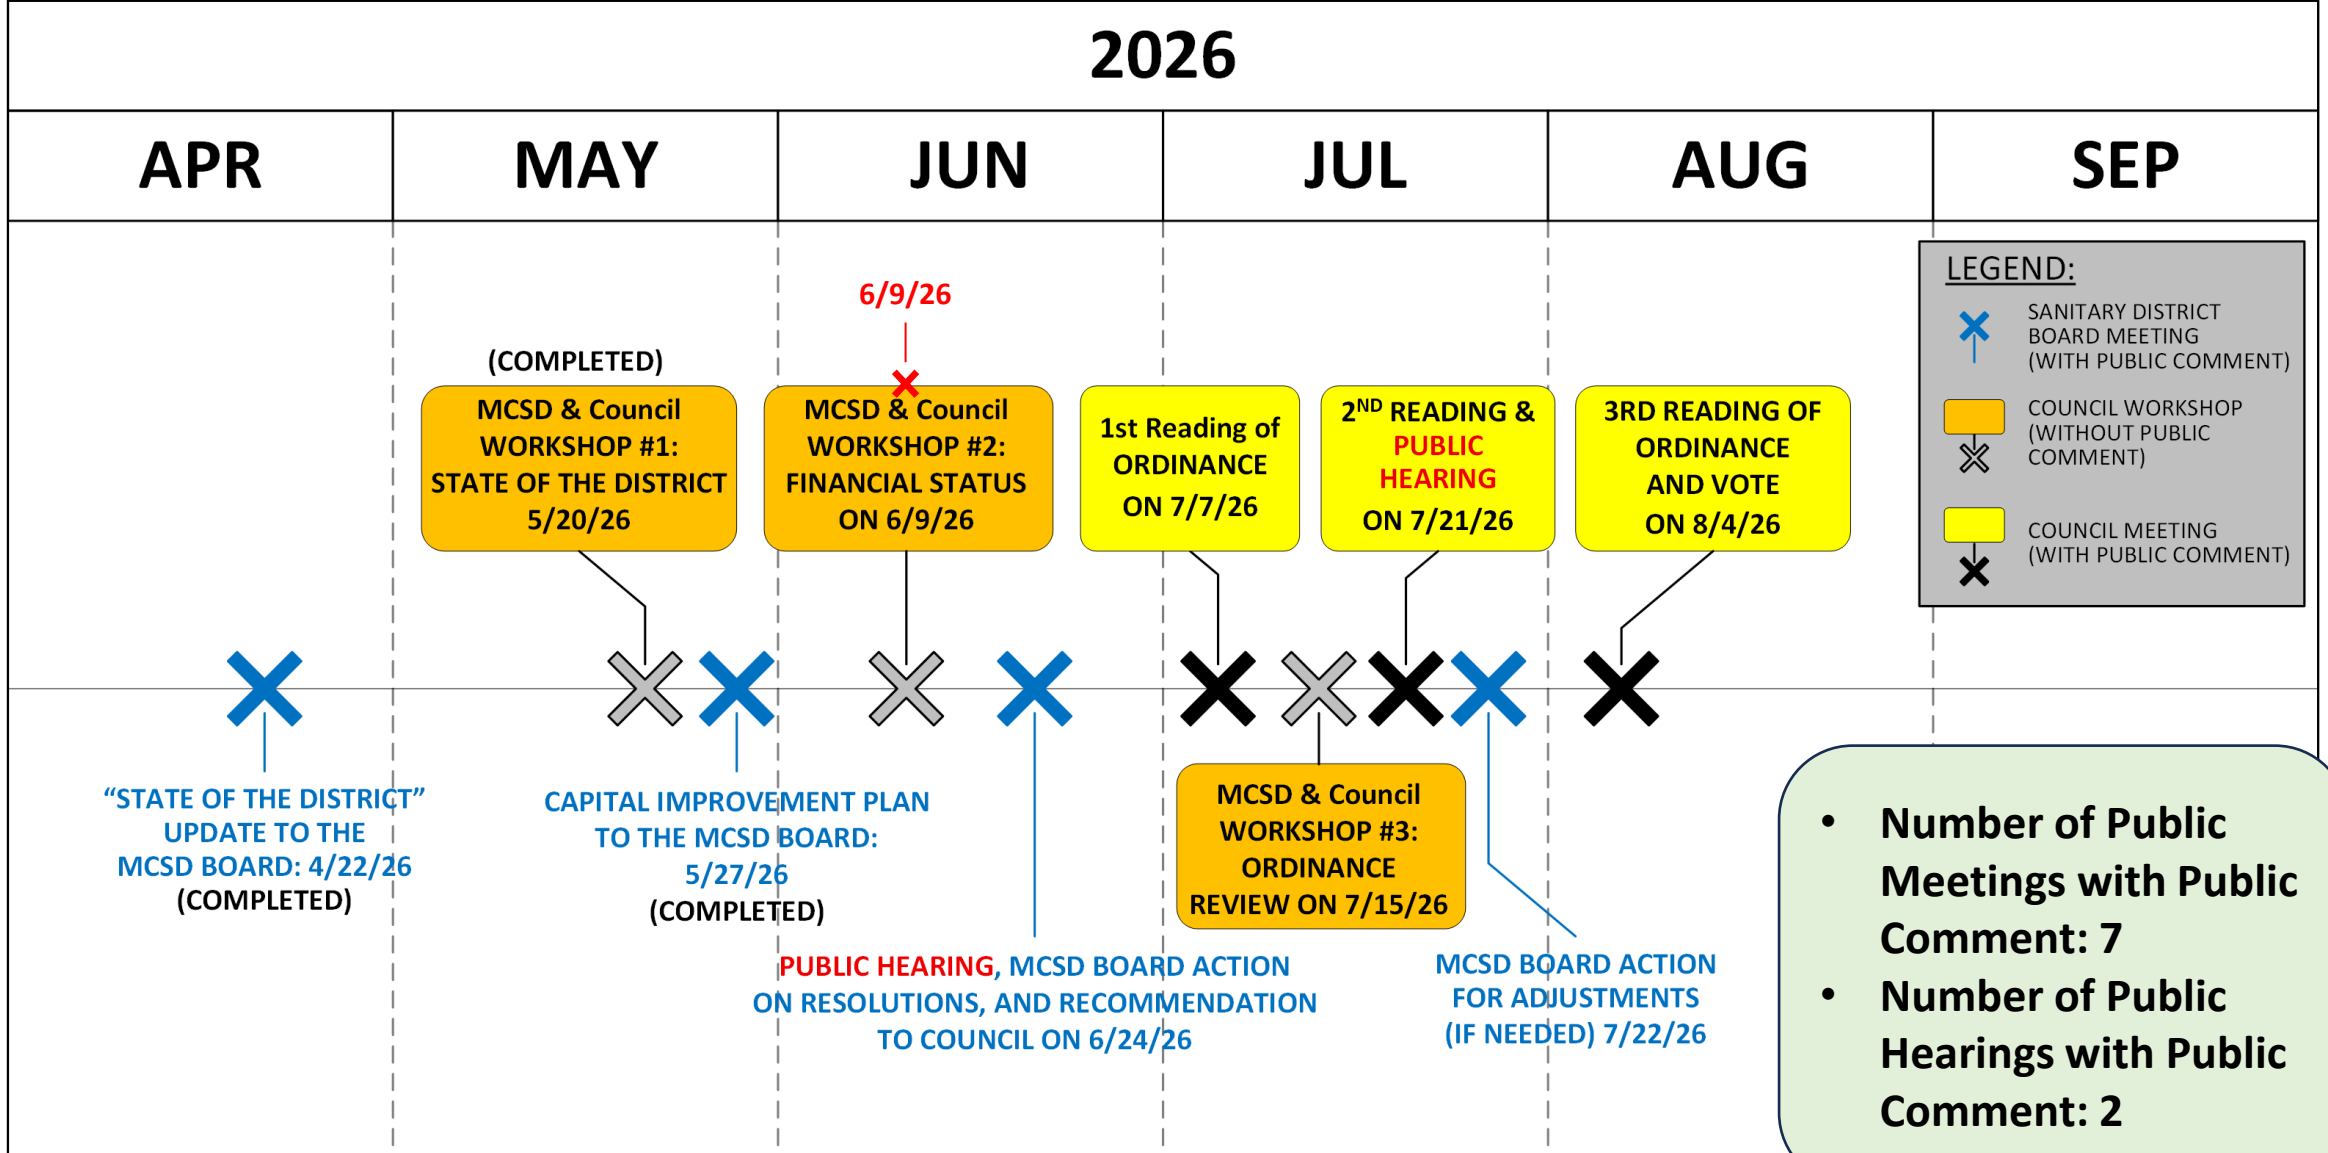 2026
APR
MAY
JUN
JUL
AUG
SEP
LEGEND:
SANITARY DISTRICT
BOARD MEETING
(WITH PUBLIC COMMENT)
COUNCIL WORKSHOP
(WITHOUT PUBLIC
COMMENT)
COUNCIL MEETING
(WITH PUBLIC COMMENT)
6/9/26
(COMPLETED)
MCSD & Council
WORKSHOP #1:
STATE OF THE DISTRICT
5/20/26
MCSD & Council
WORKSHOP #2:
FINANCIAL STATUS
ON 6/9/26
1st Reading of
ORDINANCE
ON 7/7/26
2ND READING &
PUBLIC
HEARING
ON 7/21/26
3RD READING OF
ORDINANCE
AND VOTE
ON 8/4/26
“STATE OF THE DISTRICT”
UPDATE TO THE
MCSD BOARD: 4/22/26
(COMPLETED)
CAPITAL IMPROVEMENT PLAN
TO THE MCSD BOARD:
5/27/26
(COMPLETED)
PUBLIC HEARING, MCSD BOARD ACTION
ON RESOLUTIONS, AND RECOMMENDATION
TO COUNCIL ON 6/24/26
MCSD & Council
WORKSHOP #3:
ORDINANCE
REVIEW ON 7/15/26
MCSD BOARD ACTION
FOR ADJUSTMENTS
(IF NEEDED) 7/22/26
• Number of Public
Meetings with Public
Comment: 7
• Number of Public
Hearings with Public
Comment: 2